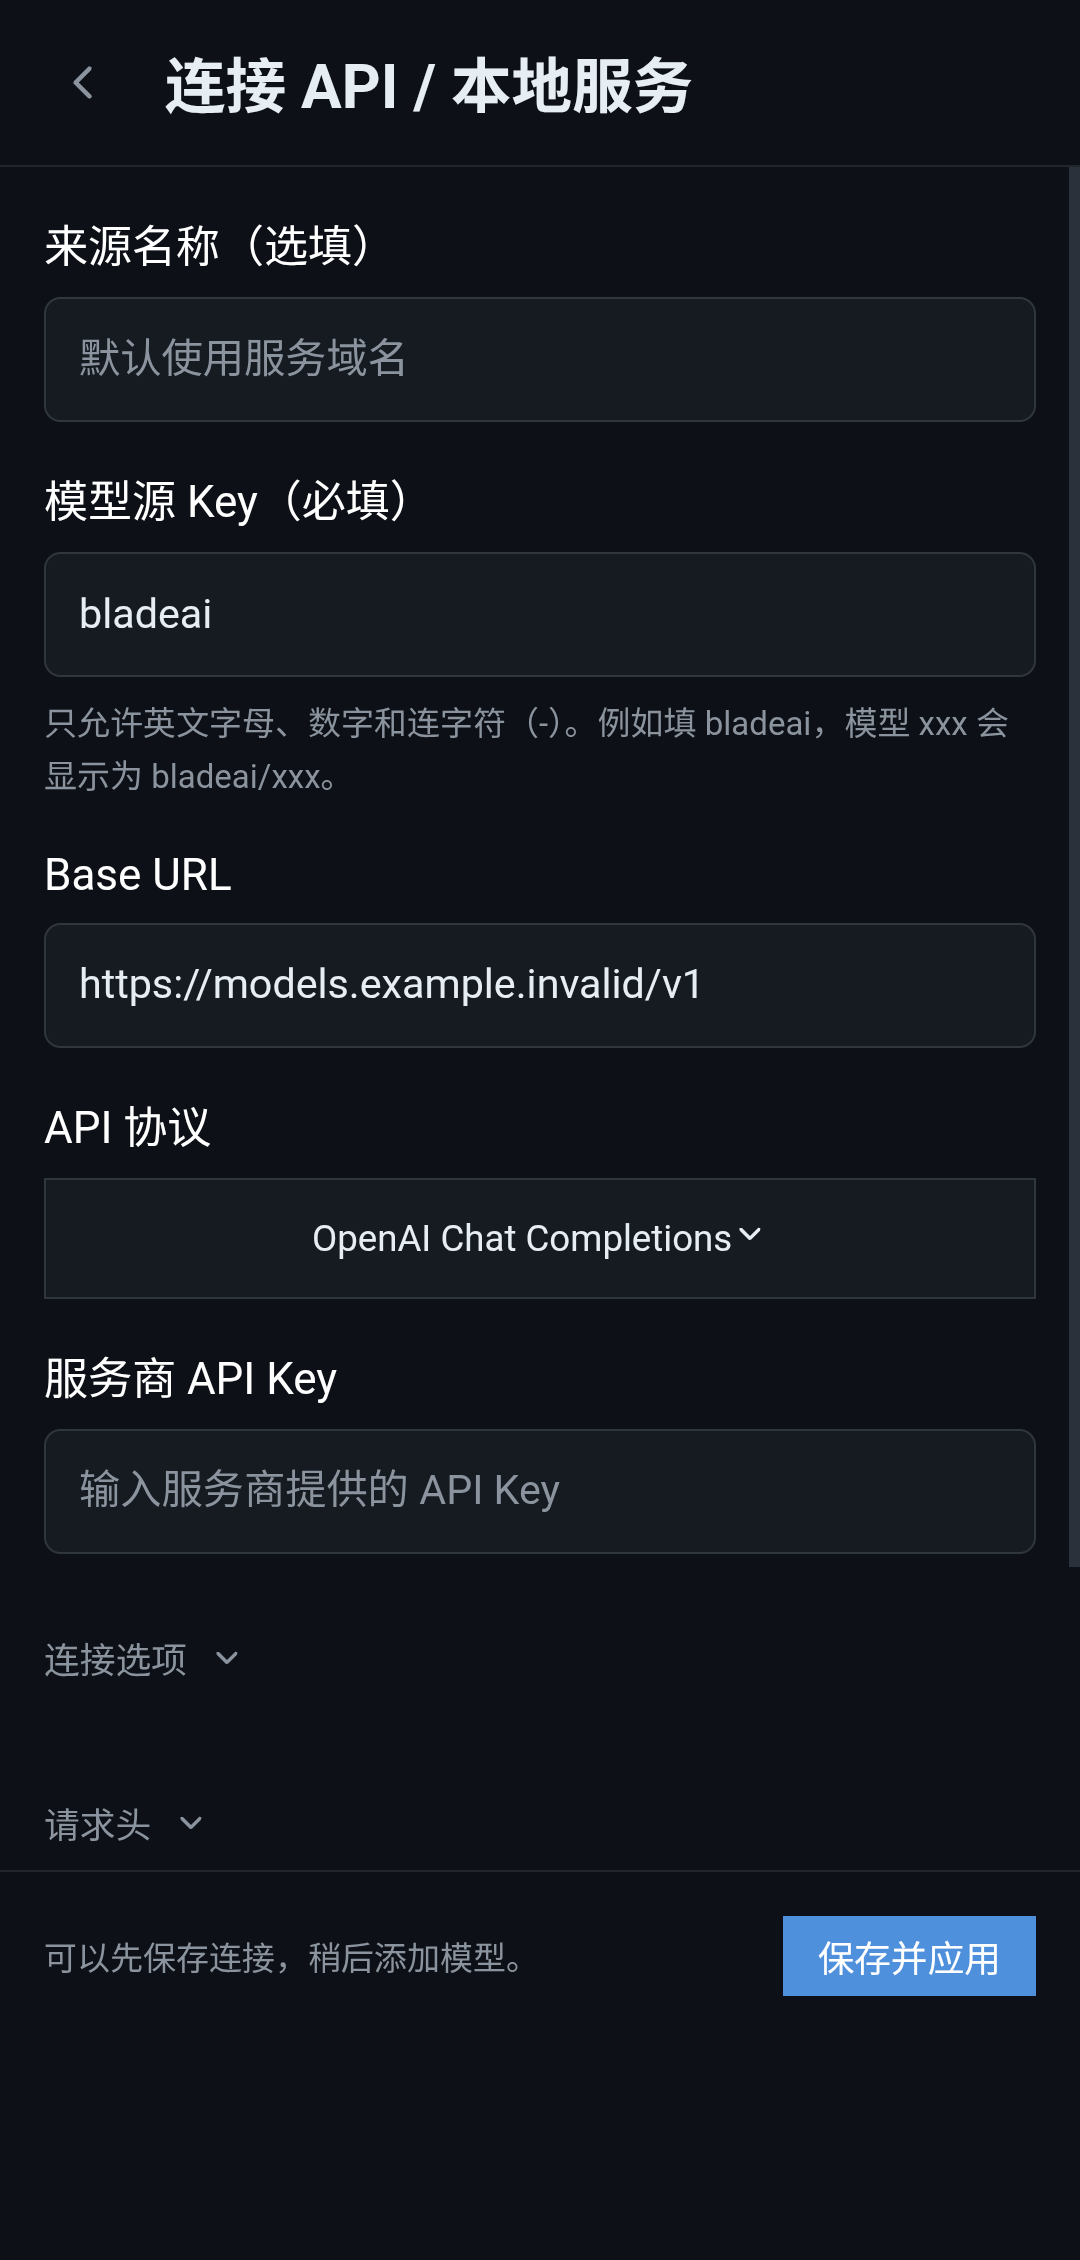 连接 API / 本地服务
来源名称（选填）
默认使用服务域名
模型源 Key（必填）
bladeai
只允许英文字母、数字和连字符（-）。例如填 bladeai，模型 xxx 会
显示为 bladeai/xxx。
Base URL
https://models.example.invalid/v1
API 协议
OpenAI Chat Completions
服务商 API Key
输入服务商提供的 API Key
连接选项
请求头
可以先保存连接，稍后添加模型。
保存并应用